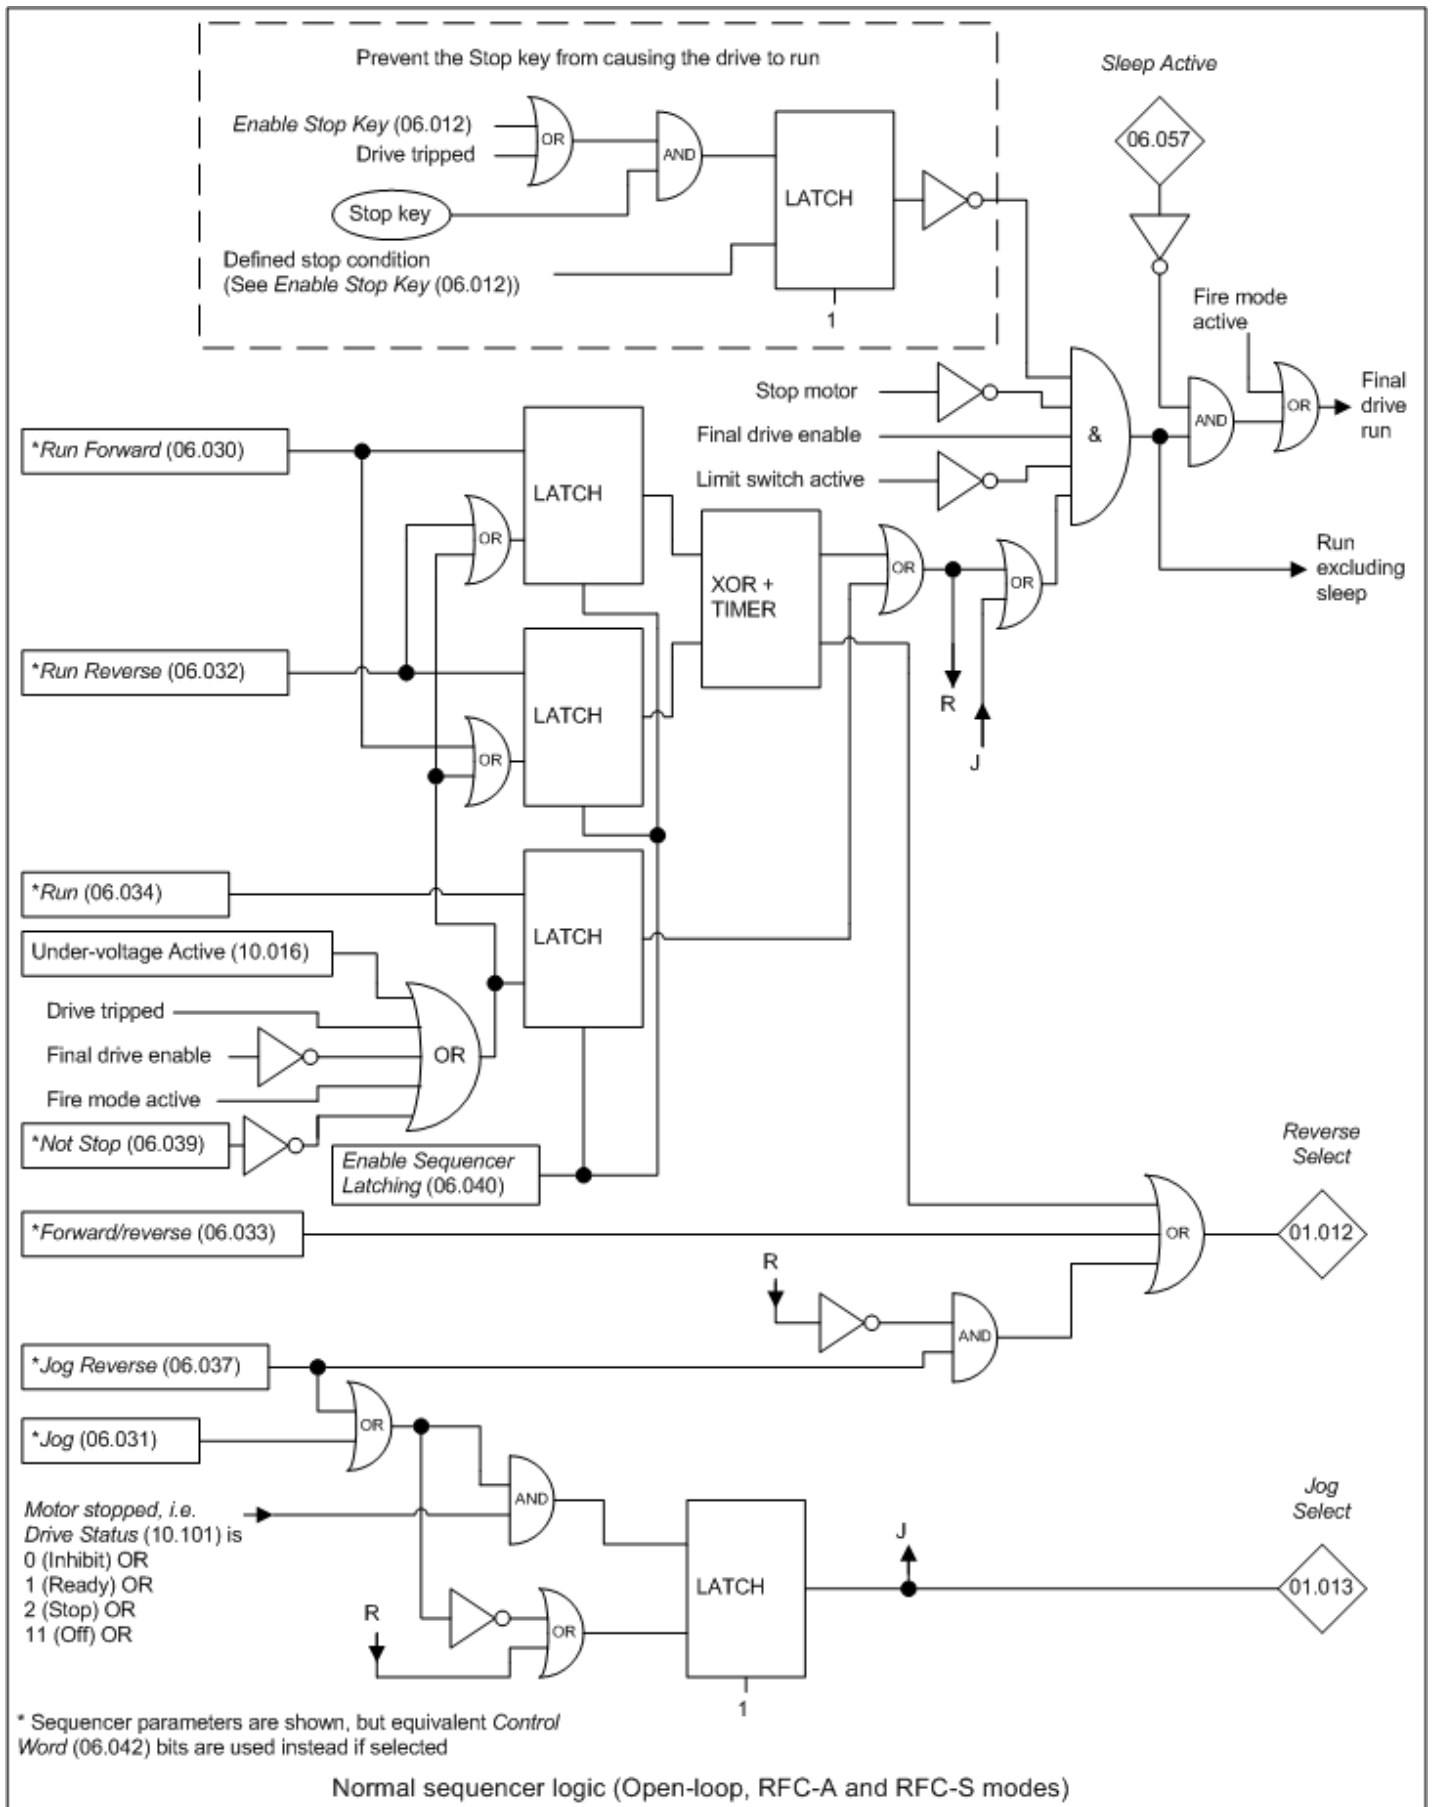 Prevent the Stop key from causing the drive to run
Sleep Active
Enable Stop Key (06.012)
Drive tripped
OR
AND
LATCH
06.057
Stop key
Defined stop condition
(See Enable Stop Key (06.012))
1
Fire mode
active
Stop motor
Final drive enable
Limit switch active
&
AND
OR
Final
drive
run
*Run Forward (06.030)
LATCH
OR
XOR +
TIMER
OR
OR
Run
excluding
sleep
*Run Reverse (06.032)
LATCH
OR
R
J
*Run (06.034)
LATCH
Under-voltage Active (10.016)
Drive tripped
Final drive enable
OR
Fire mode active
*Not Stop (06.039)
Enable Sequencer
Latching (06.040)
Reverse
Select
*Forward/reverse (06.033)
OR
01.012
R
AND
*Jog Reverse (06.037)
OR
*Jog (06.031)
AND
Motor stopped, i.e.
Drive Status (10.101) is
0 (Inhibit) OR
1 (Ready) OR
2 (Stop) OR
11 (Off) OR
Jog
Select
J
LATCH
01.013
R
OR
1
* Sequencer parameters are shown, but equivalent Control
Word (06.042) bits are used instead if selected
Normal sequencer logic (Open-loop, RFC-A and RFC-S modes)